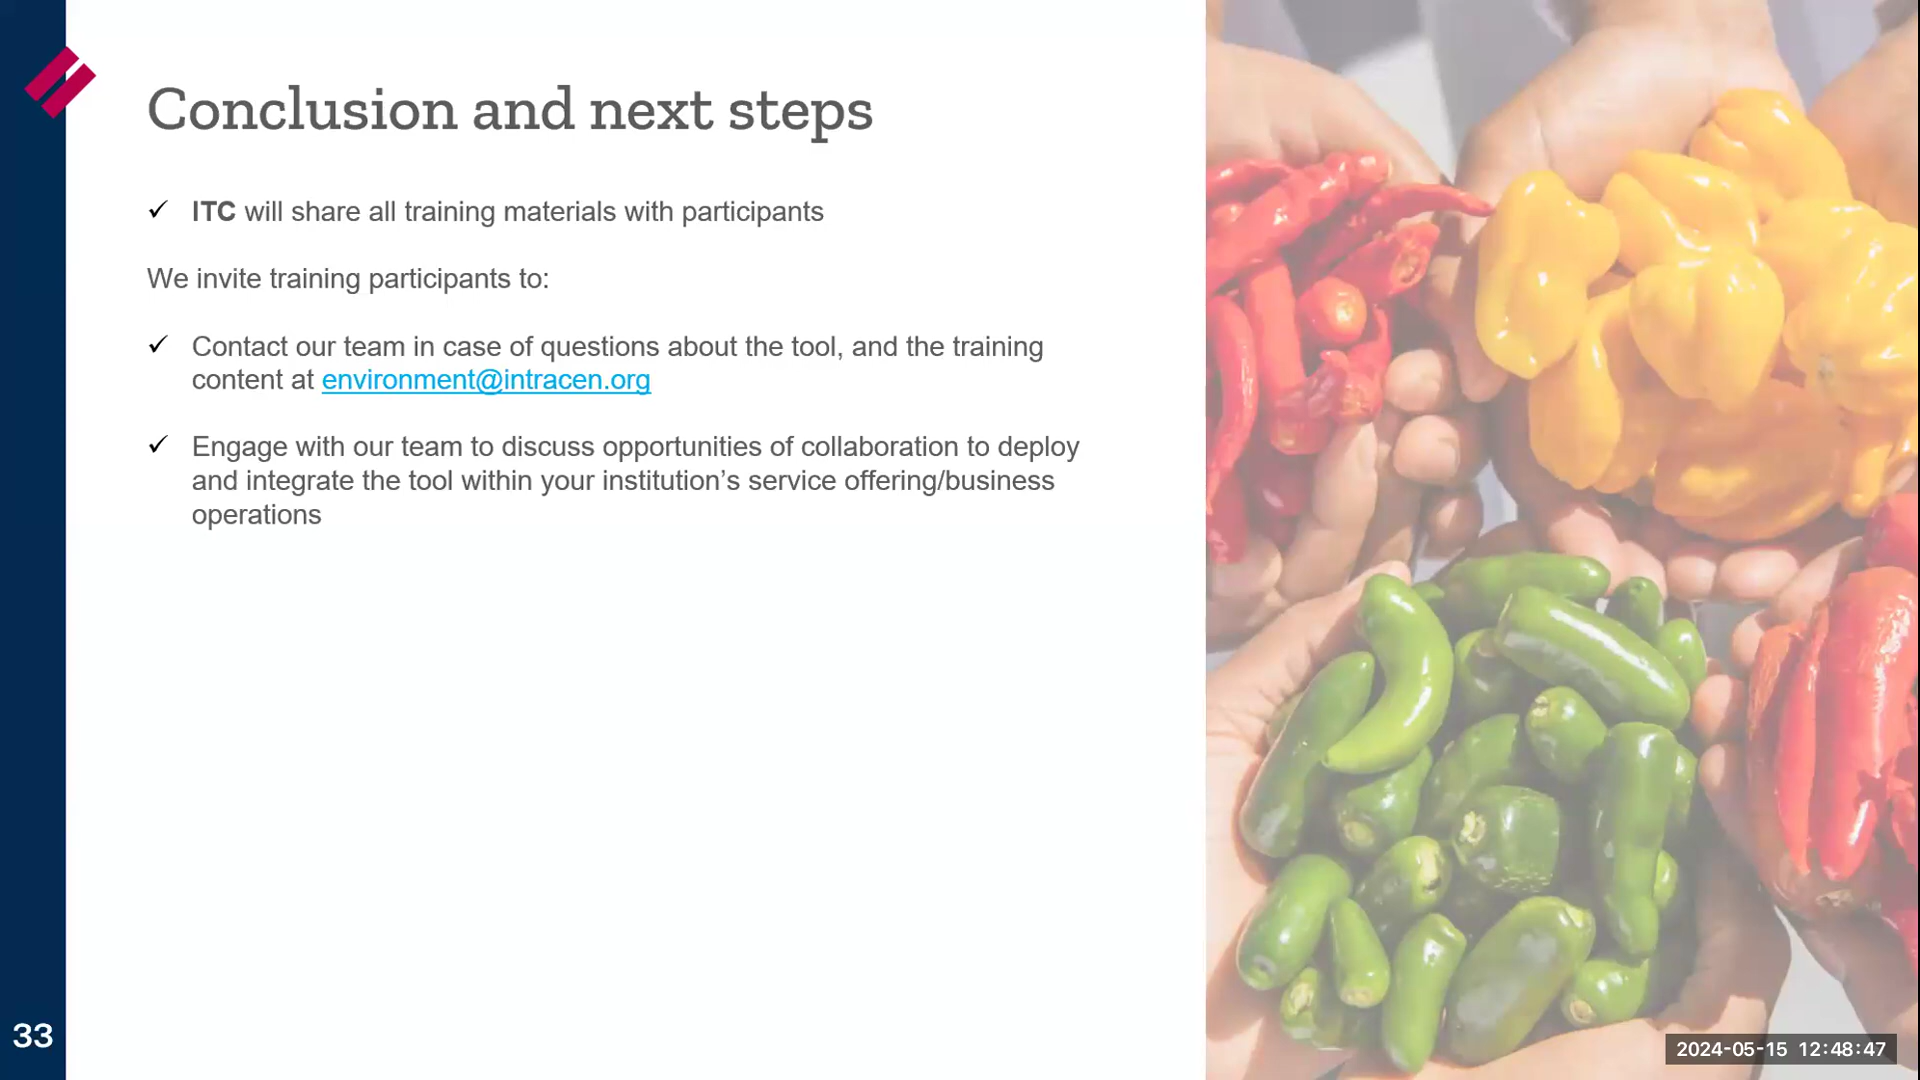 Conclusion and next steps
✓ ITC will share all training materials with participants
We invite training participants to:
✓ Contact our team in case of questions about the tool, and the training
content at environment@intracen.org
✓ Engage with our team to discuss opportunities of collaboration to deploy
and integrate the tool within your institution’s service offering/business
operations
33
2024-05-15 12:48:47